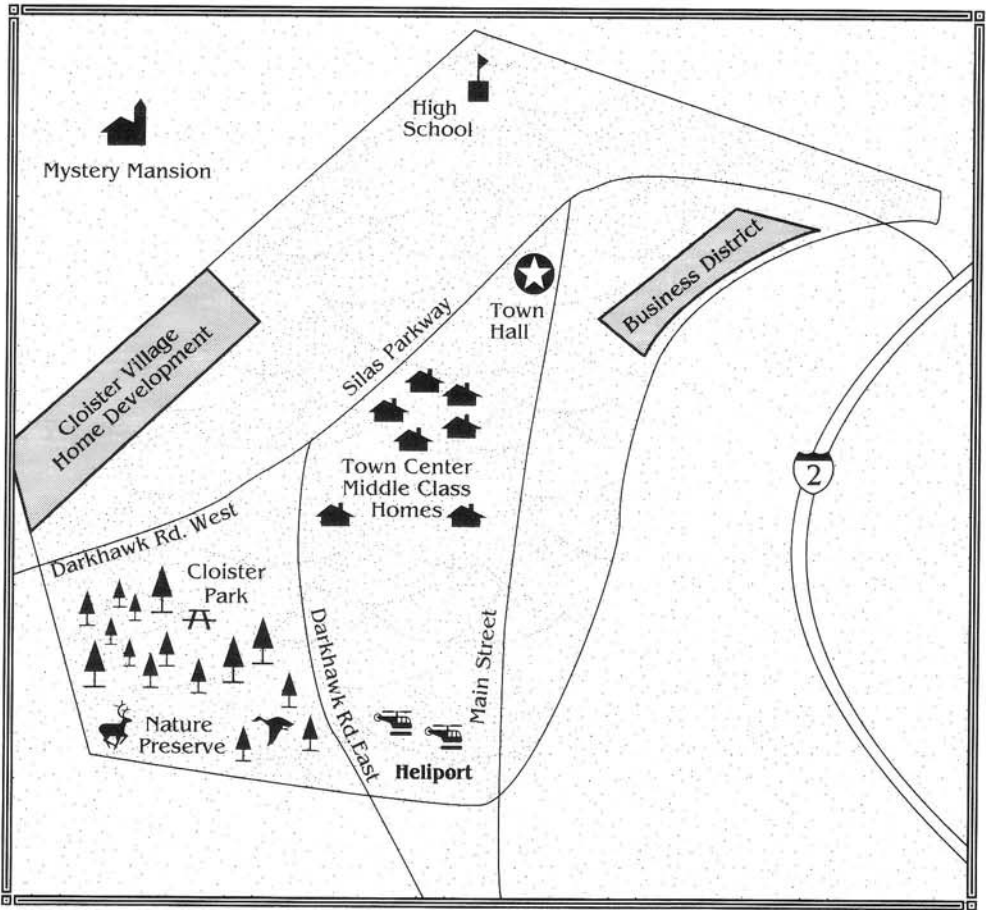 High
School
Mystery Mansion
Business District
Town
Hall
Silas Parkway
Cloister Village
Home Development
Town Center
Middle Class
Homes
2
Darkhawk Rd. West
Cloister
Park
Darkhawk Rd. East
Main Street
Nature
Preserve
Heliport